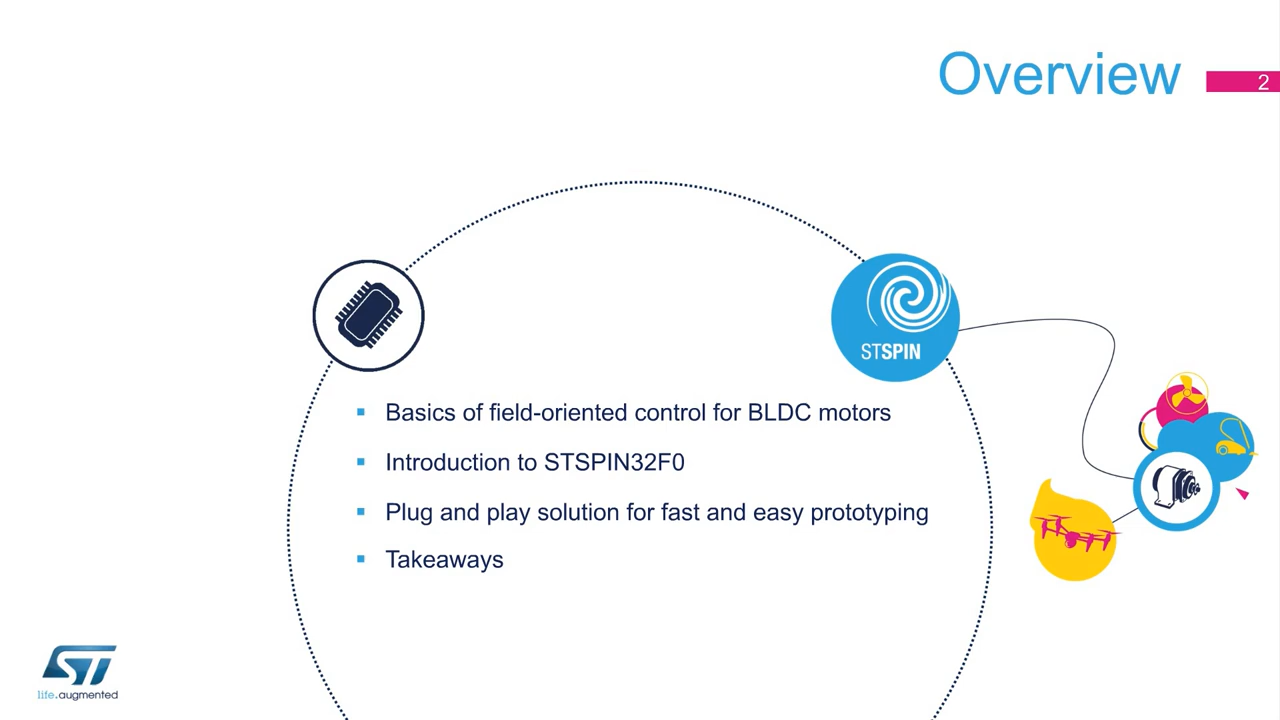 Overview
2
STSPIN
Basics of field-oriented control for BLDC motors
Introduction to STSPIN32F0
Plug and play solution for fast and easy prototyping
Takeaways
ST
life.augmented